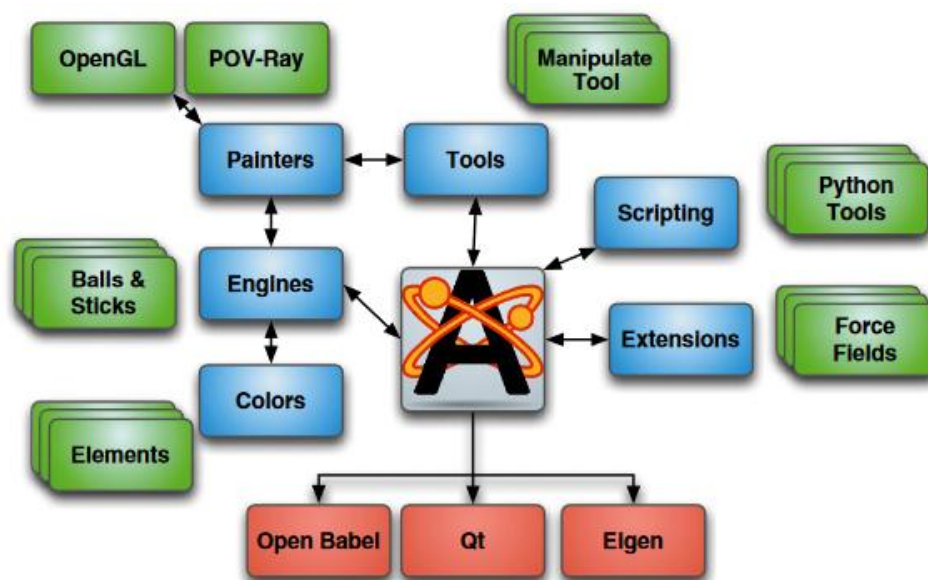 OpenGL
POV-Ray
Manipulate
Tool
Painters
Tools
Scripting
Python
Tools
Balls &
Sticks
Engines
A
Extensions
Force
Fields
Colors
Elements
Open Babel
Qt
Eigen